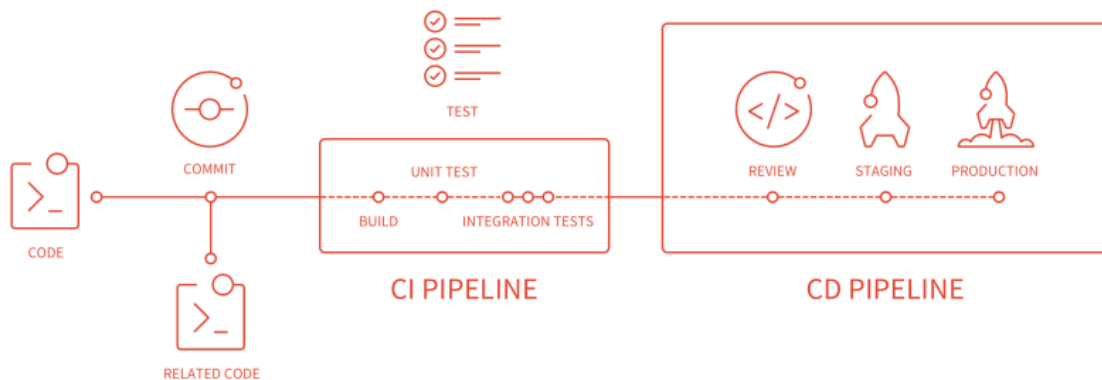 TEST
COMMIT
REVIEW
STAGING
PRODUCTION
UNIT TEST
BUILD
INTEGRATION TESTS
CODE
CI PIPELINE
CD PIPELINE
RELATED CODE